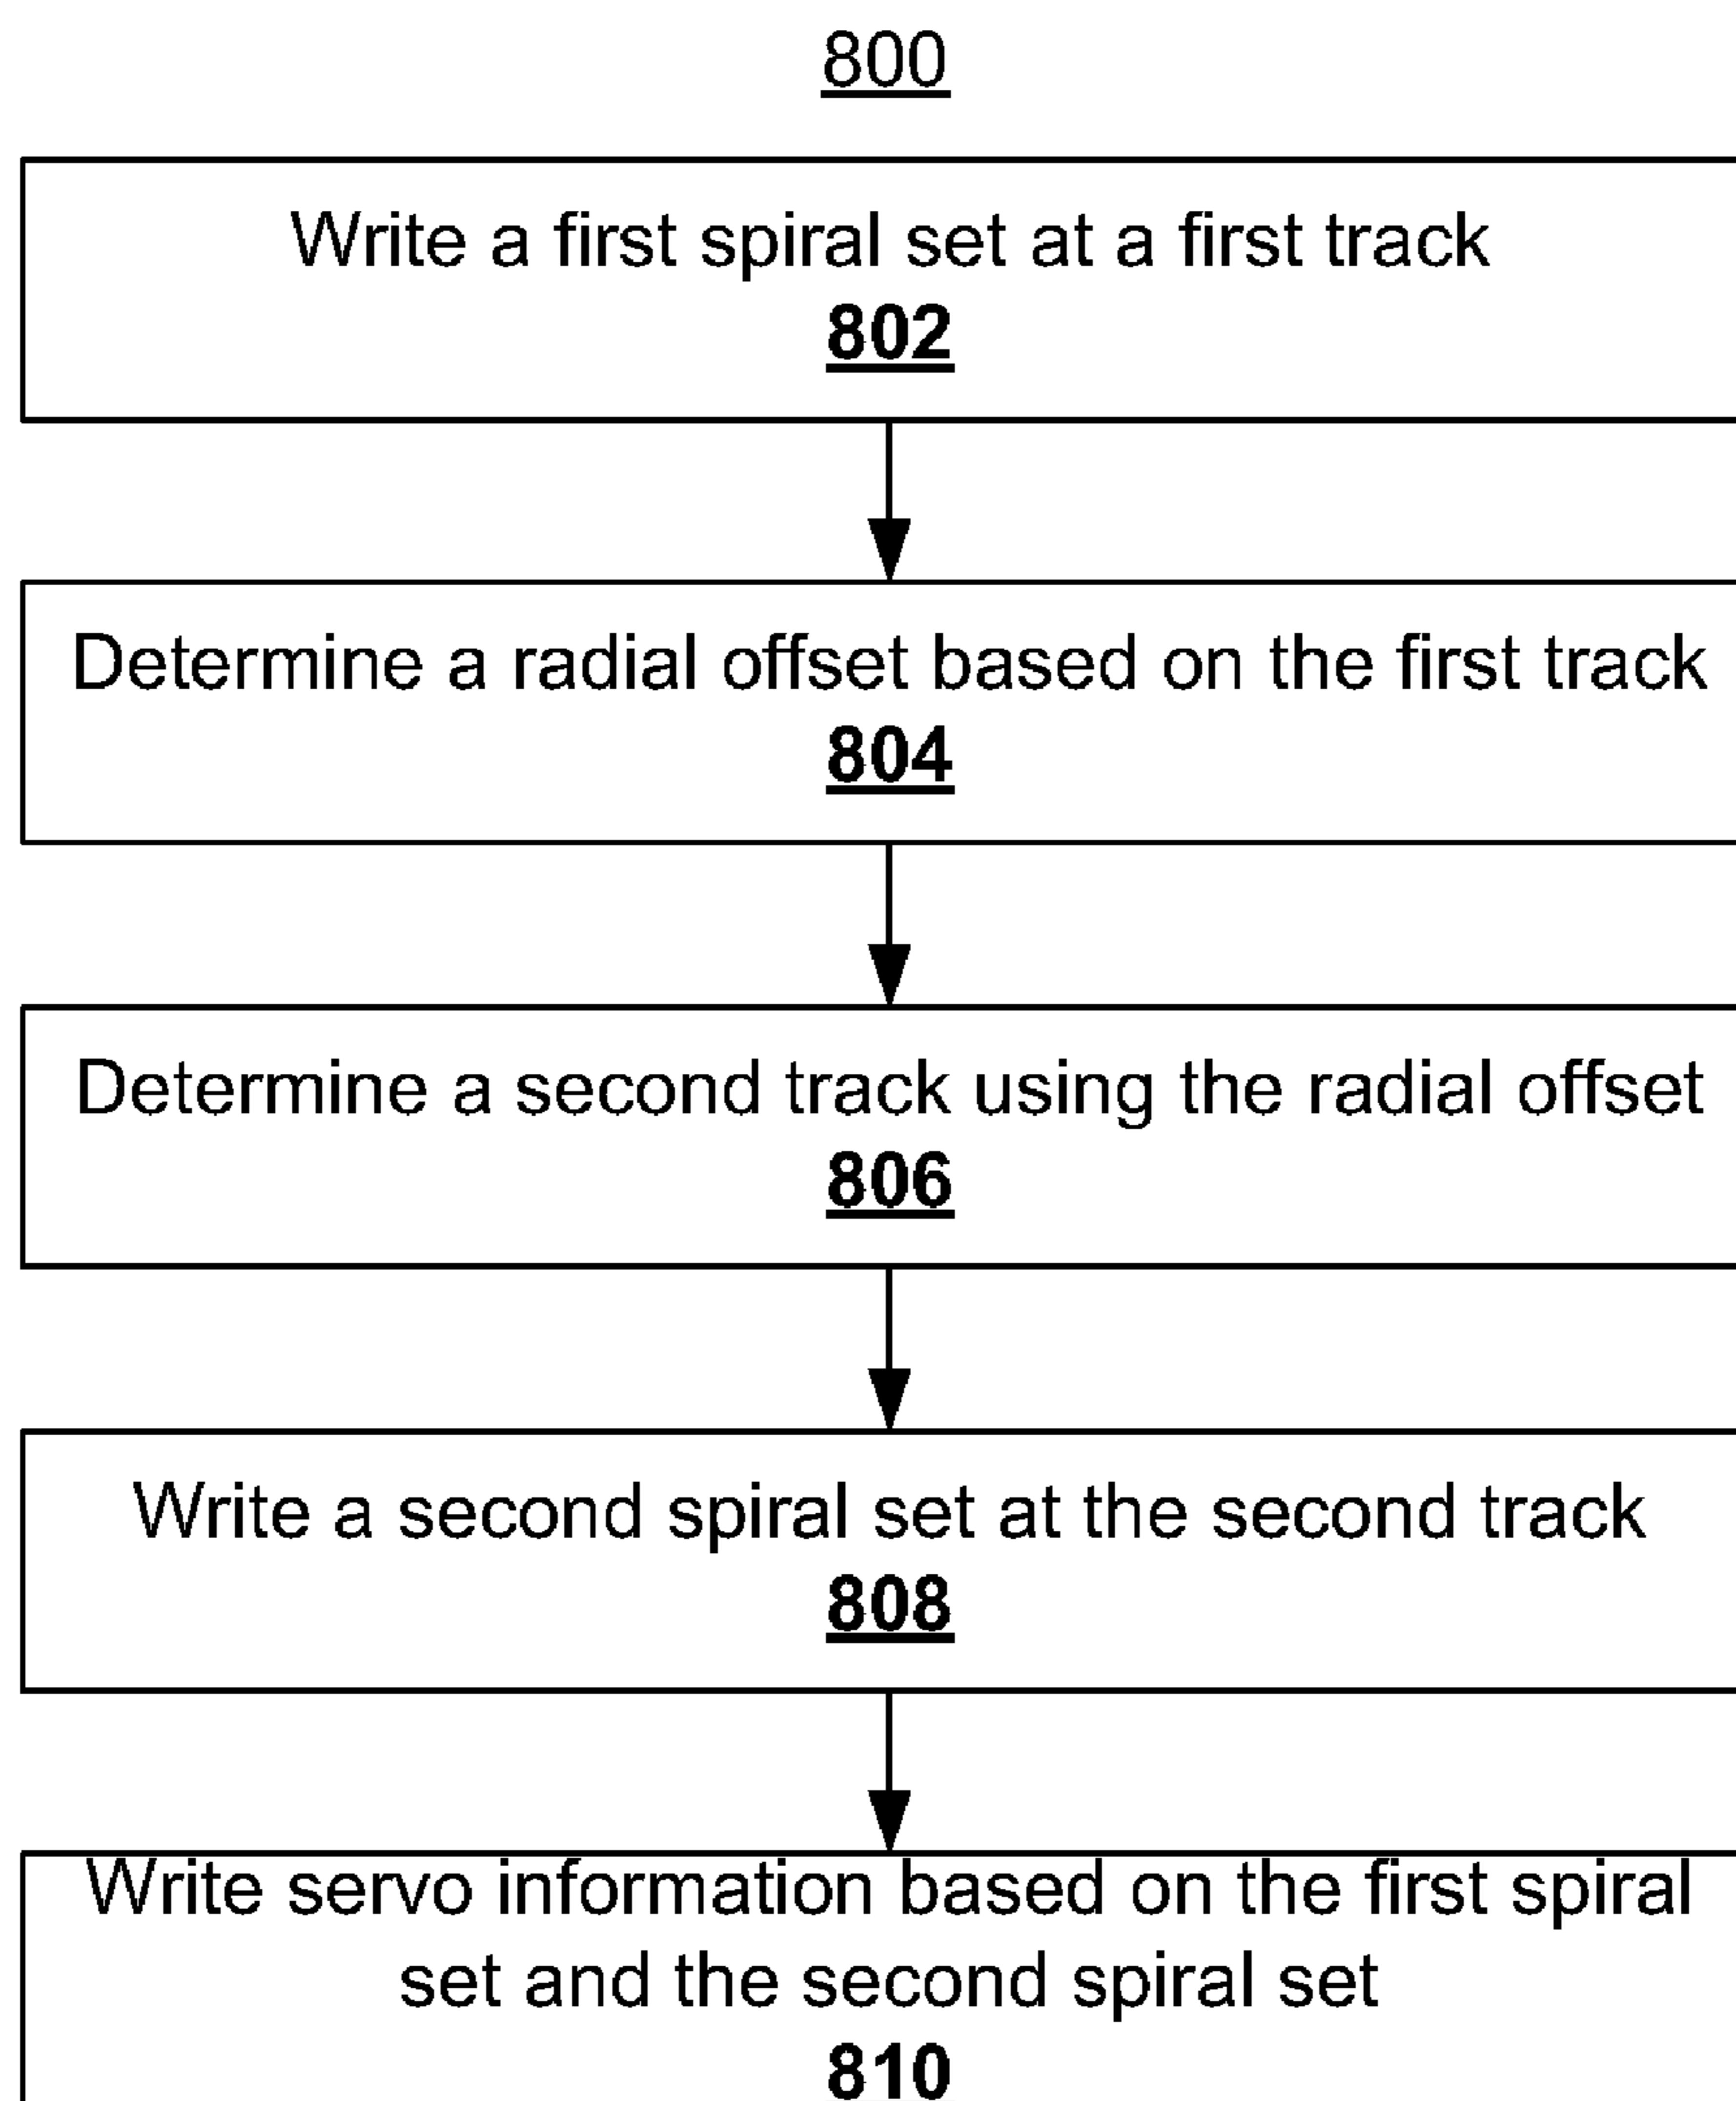 800
Write a first spiral set at a first track
802
Determine a radial offset based on the first track
804
Determine a second track using the radial offset
806
Write a second spiral set at the second track
808
Write servo information based on the first spiral
set and the second spiral set
810